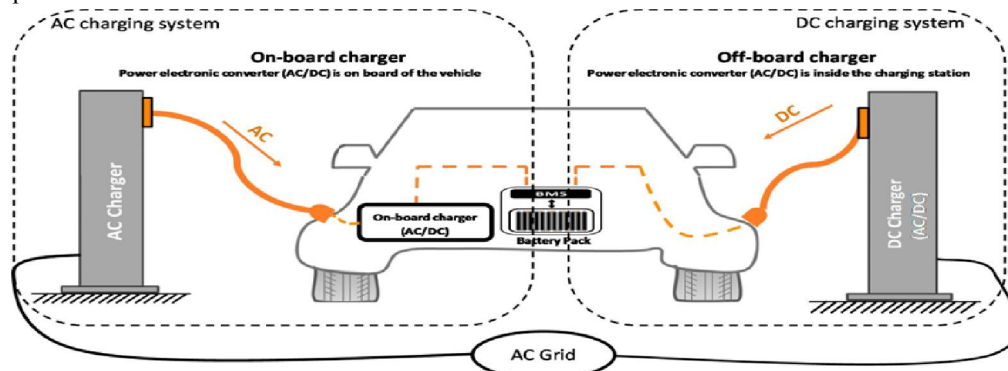 AC charging system
DC charging system
On-board charger
Power electronic converter (AC/DC) is on board of the vehicle
Off-board charger
Power electronic converter (AC/DC) is inside the charging station
AC
DC
AC Charger
On-board charger
(AC/DC)
BMS
Battery Pack
DC Charger
(AC/DC)
AC Grid